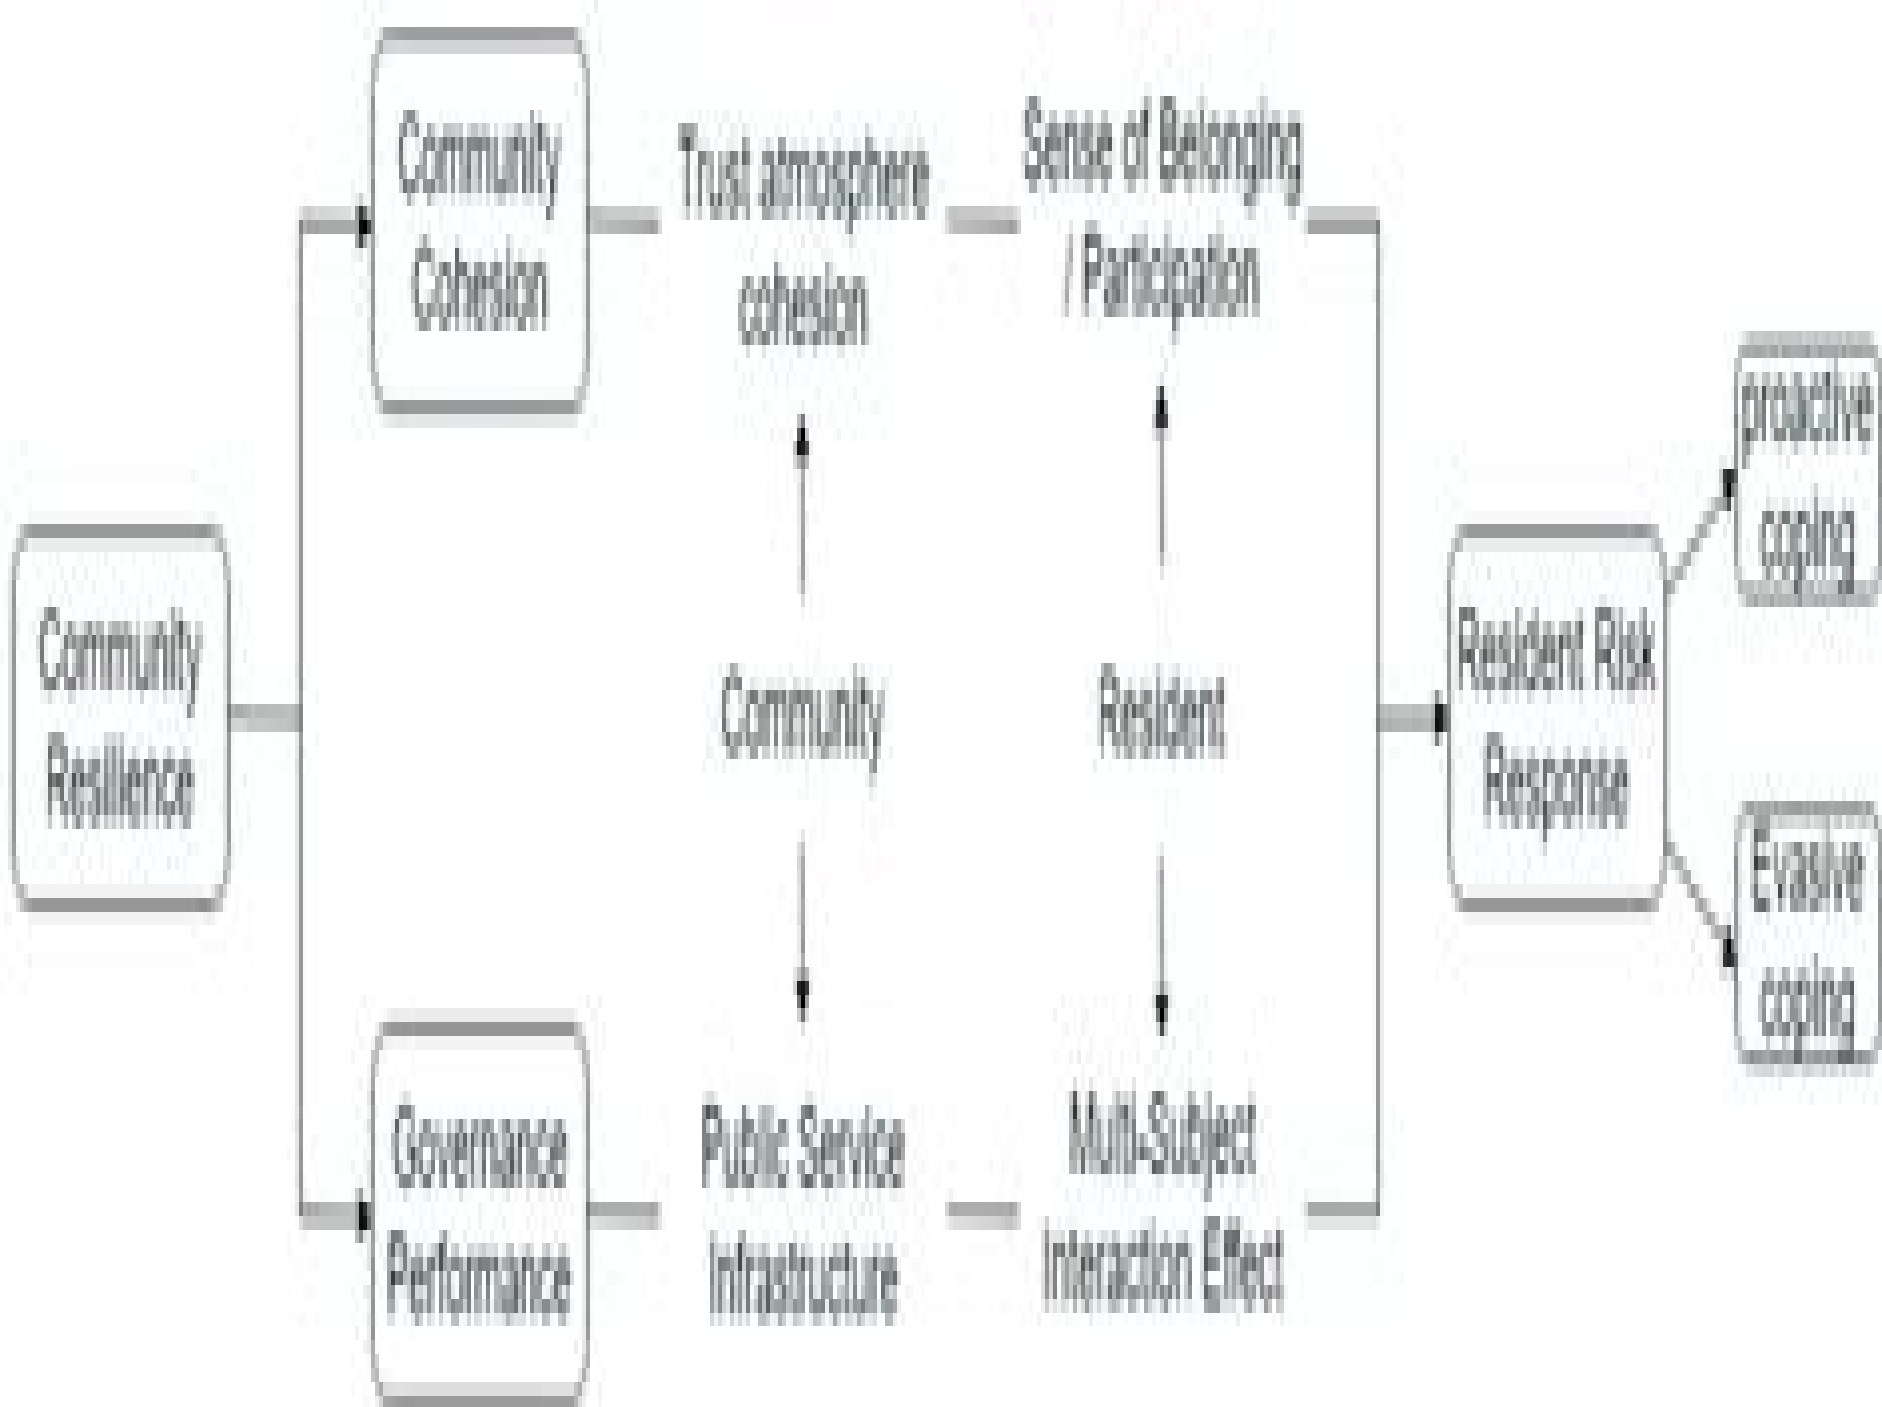 Community
Resilience
Community
Cohesion
Trust atmosphere
cohesion
Sense of Belonging
/ Participation
Community
Resident
Governance
Performance
Public Service
Infrastructure
Multi-Subject
Interaction Effect
Resident Risk
Response
proactive
coping
Evasive
coping